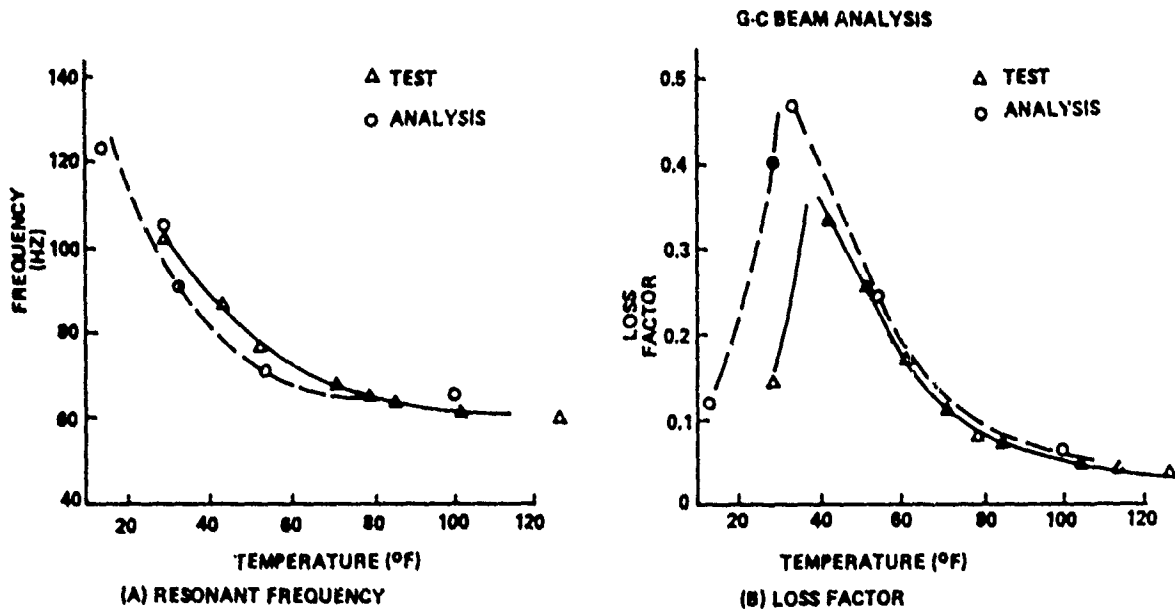 G-C BEAM ANALYSIS
140
120
100
80
60
40
FREQUENCY
(HZ)
△ TEST
○ ANALYSIS
20
40
60
80
100
120
TEMPERATURE (ºF)
(A) RESONANT FREQUENCY
0.5
0.4
0.3
0.2
0.1
0
LOSS
FACTOR
△ TEST
○ ANALYSIS
20
40
60
80
100
120
TEMPERATURE (ºF)
(B) LOSS FACTOR